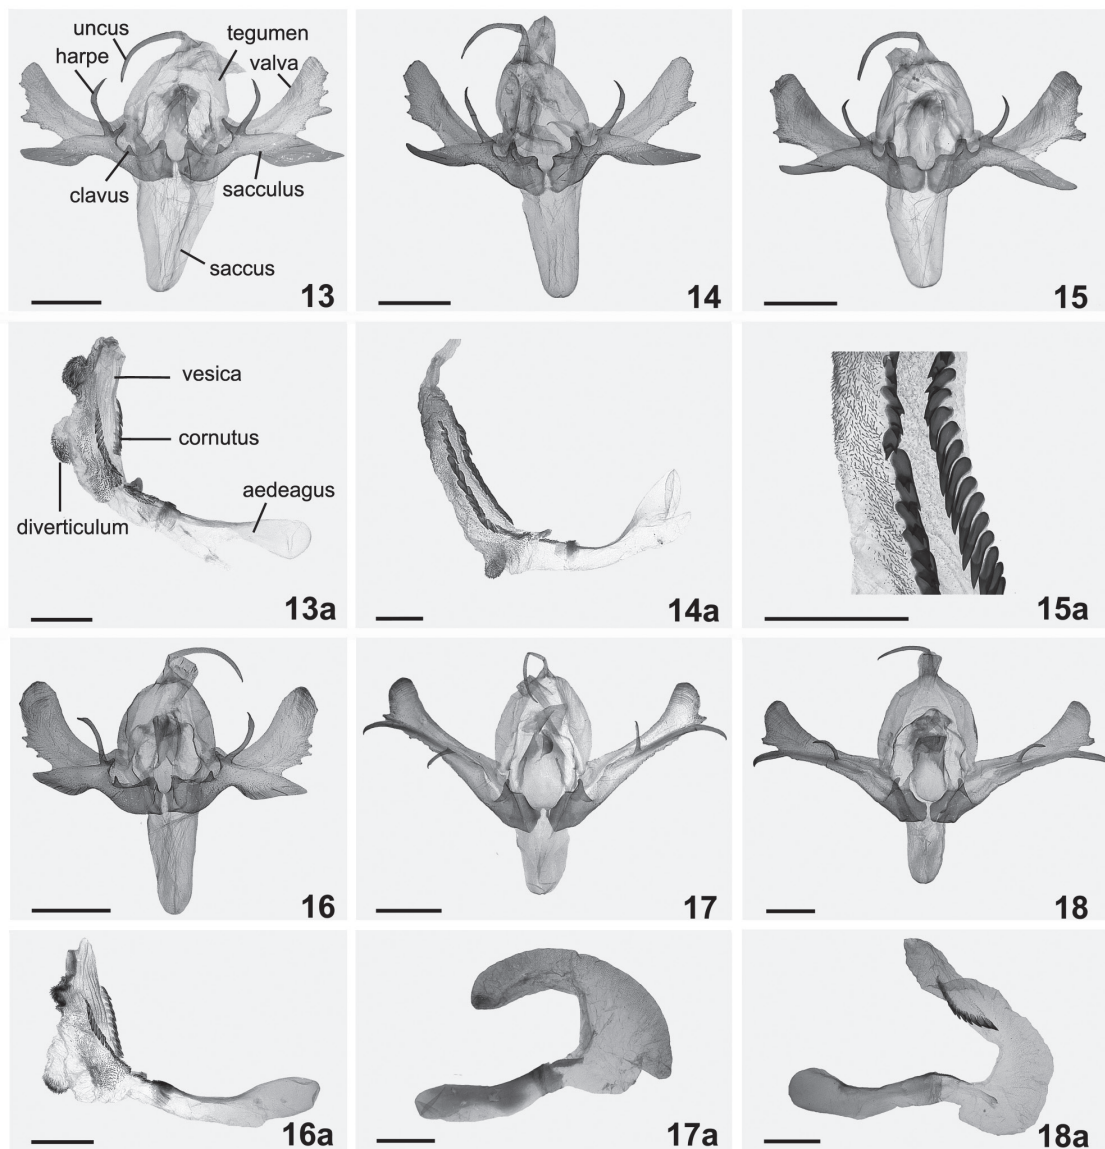 uncus
tegumen
harpe
valva
clavus
sacculus
saccus
13
14
15
vesica
cornutus
aedeagus
diverticulum
13a
14a
15a
16
17
18
16a
17a
18a